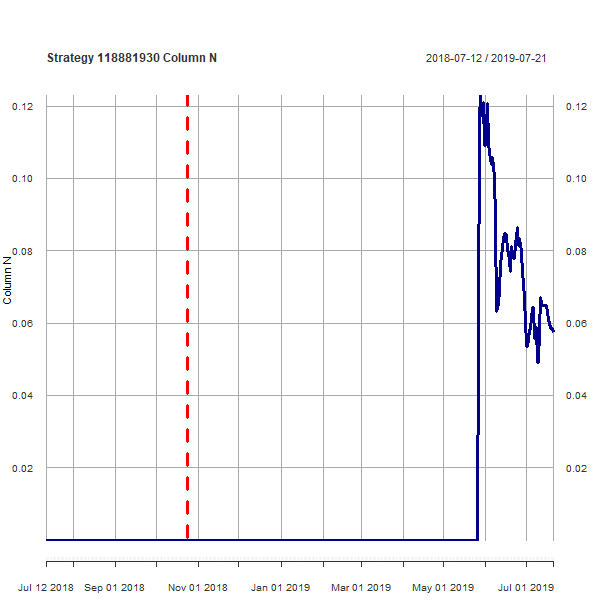 Strategy 118881930 Column N
2018-07-12 / 2019-07-21
0.12
0.12
0.10
0.10
0.08
0.08
Column N
0.06
0.06
0.04
0.04
0.02
0.02
Jul 12 2018
Sep 01 2018
Nov 01 2018
Jan 01 2019
Mar 01 2019
May 01 2019
Jul 01 2019